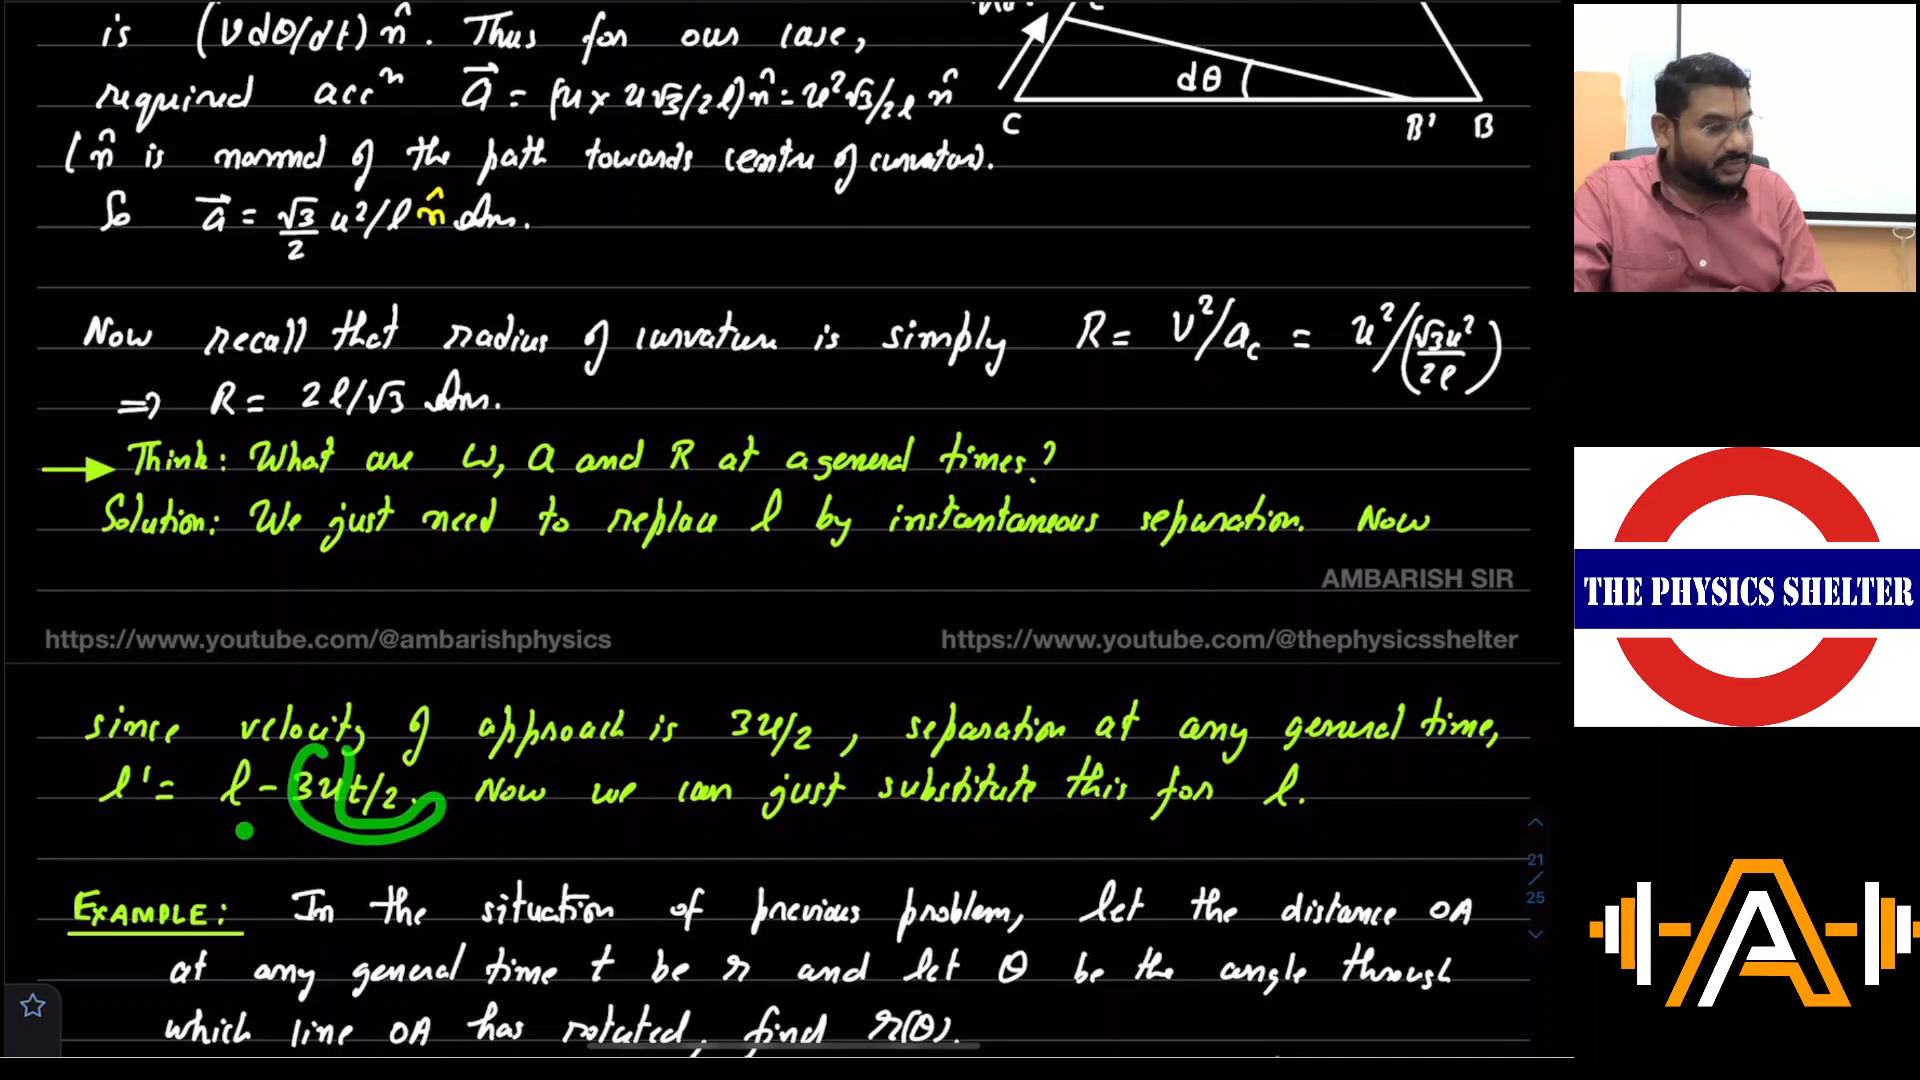 is (Vdθ/dt) n̂. Thus for our case,
required accⁿ a⃗ = (u × u√3/2l) n̂ = u²√3/2l n̂
(n̂ is normal of the path towards centre of curvature).
So a⃗ = √3/2 u²/l n̂ Ans.
dθ
C B' B
Now recall that radius of curvature is simply R = V²/a_c = u²/(√3u²/2l)
⇒ R = 2l/√3 Ans.
Think: What are ω, a and R at a general times?
Solution: We just need to replace l by instantaneous separation. Now
AMBARISH SIR
https://www.youtube.com/@ambarishphysics
https://www.youtube.com/@thephysicsshelter
since velocity of approach is 3u/2, separation at any general time,
l' = l - 3ut/2. Now we can just substitute this for l.
EXAMPLE: In the situation of previous problem, let the distance OA
at any general time t be r and let θ be the angle through
which line OA has rotated, find r(θ).
THE PHYSICS SHELTER
21
/
25